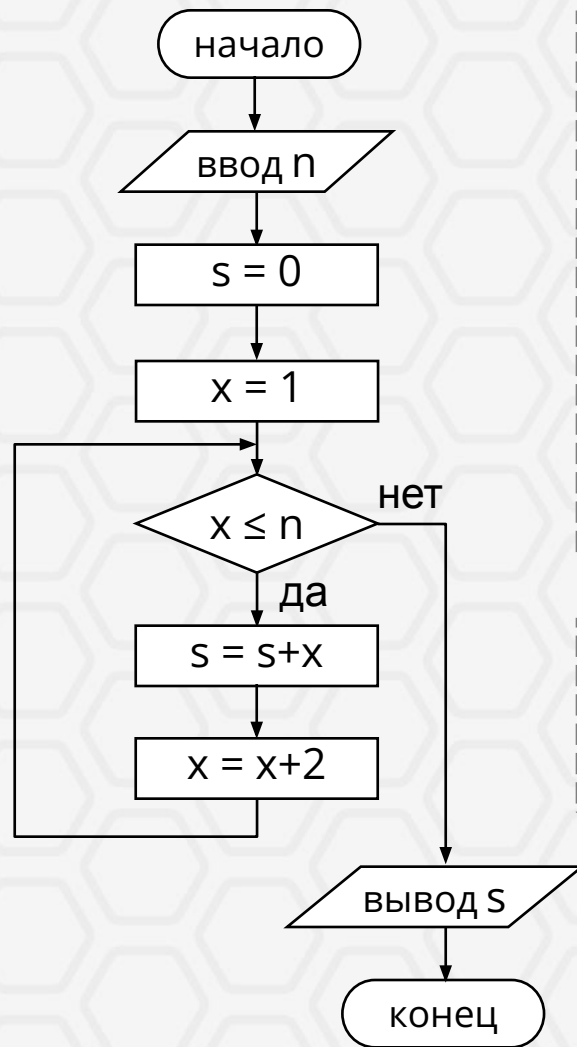 начало
ввод n
s = 0
x = 1
x ≤ n
нет
да
s = s+x
x = x+2
вывод s
конец